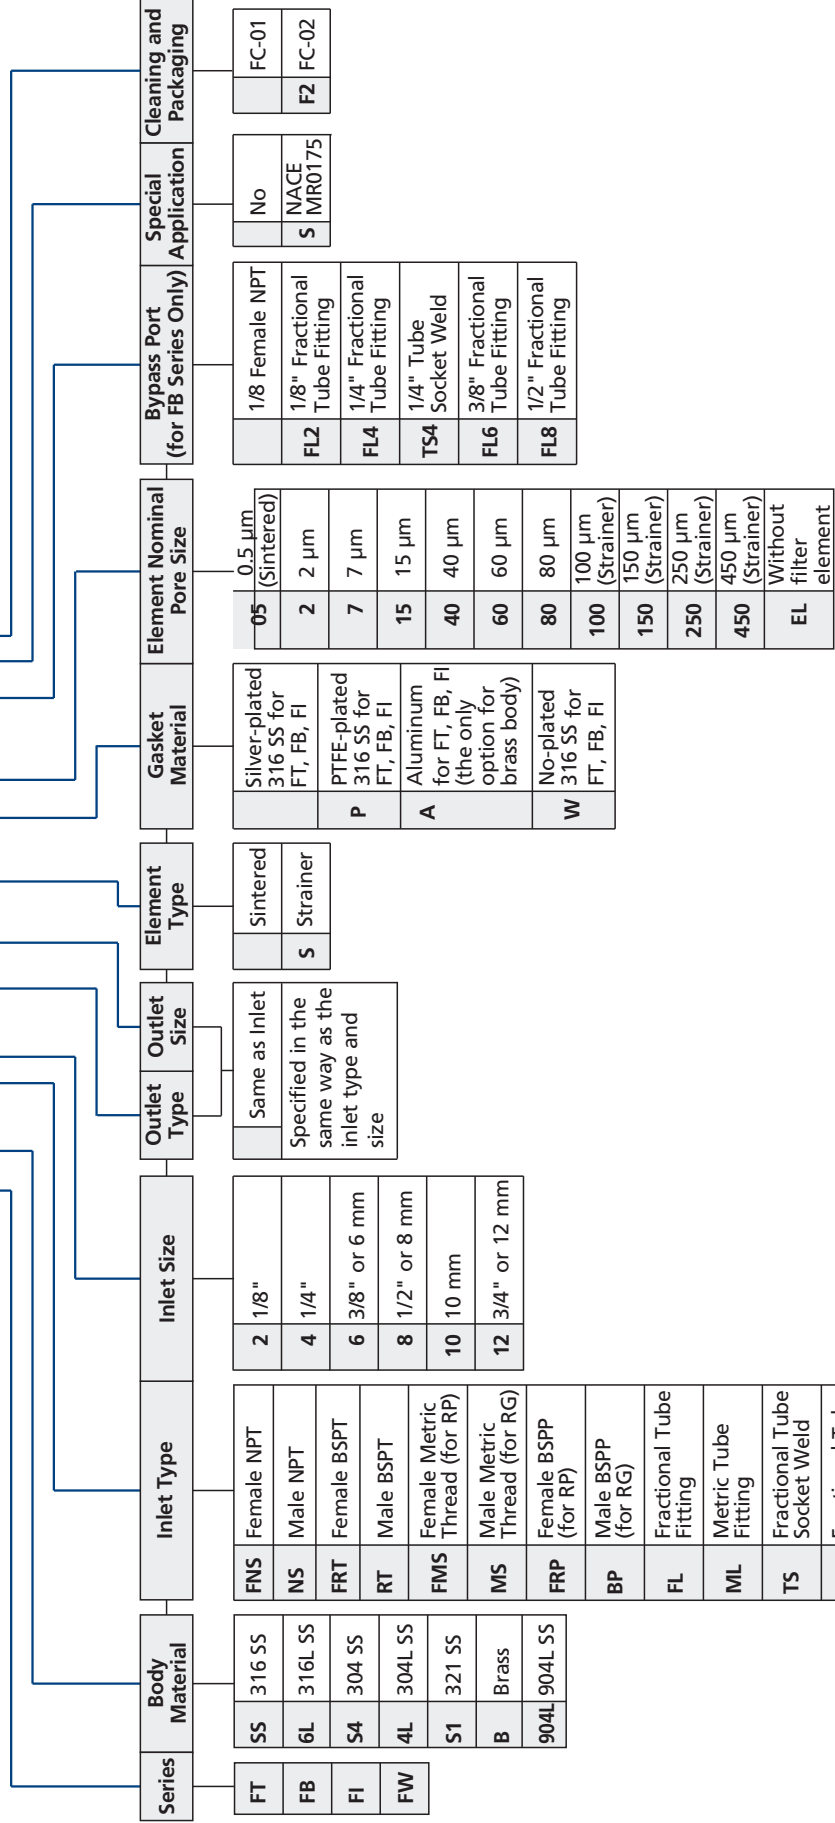 Series
FT
FB
FI
FW
Body
Material
SS 316 SS
6L 316L SS
S4 304 SS
4L 304L SS
S1 321 SS
B Brass
904L 904L SS
Inlet Type
FNS Female NPT
NS Male NPT
FRT Female BSPT
RT Male BSPT
FMS Female Metric
Thread (for RP)
MS Male Metric
Thread (for RG)
FRP Female BSPP
(for RP)
BP Male BSPP
(for RG)
FL Fractional Tube
Fitting
ML Metric Tube
Fitting
TS Fractional Tube
Socket Weld
Inlet Size
2 1/8"
4 1/4"
6 3/8" or 6 mm
8 1/2" or 8 mm
10 10 mm
12 3/4" or 12 mm
Outlet
Type
Outlet
Size
Same as Inlet
Specified in the
same way as the
inlet type and
size
Element
Type
Sintered
S Strainer
Gasket
Material
Silver-plated
316 SS for
FT, FB, FI
P PTFE-plated
316 SS for
FT, FB, FI
A Aluminum
for FT, FB, FI
(the only
option for
brass body)
W No-plated
316 SS for
FT, FB, FI
Element Nominal
Pore Size
05 0.5 µm
(Sintered)
2 2 µm
7 7 µm
15 15 µm
40 40 µm
60 60 µm
80 80 µm
100 100 µm
(Strainer)
150 150 µm
(Strainer)
250 250 µm
(Strainer)
450 450 µm
(Strainer)
EL Without
filter
element
Bypass Port
(for FB Series Only)
1/8 Female NPT
FL2 1/8" Fractional
Tube Fitting
FL4 1/4" Fractional
Tube Fitting
TS4 1/4" Tube
Socket Weld
FL6 3/8" Fractional
Tube Fitting
FL8 1/2" Fractional
Tube Fitting
Special
Application
No
S NACE
MR0175
Cleaning and
Packaging
FC-01
F2 FC-02